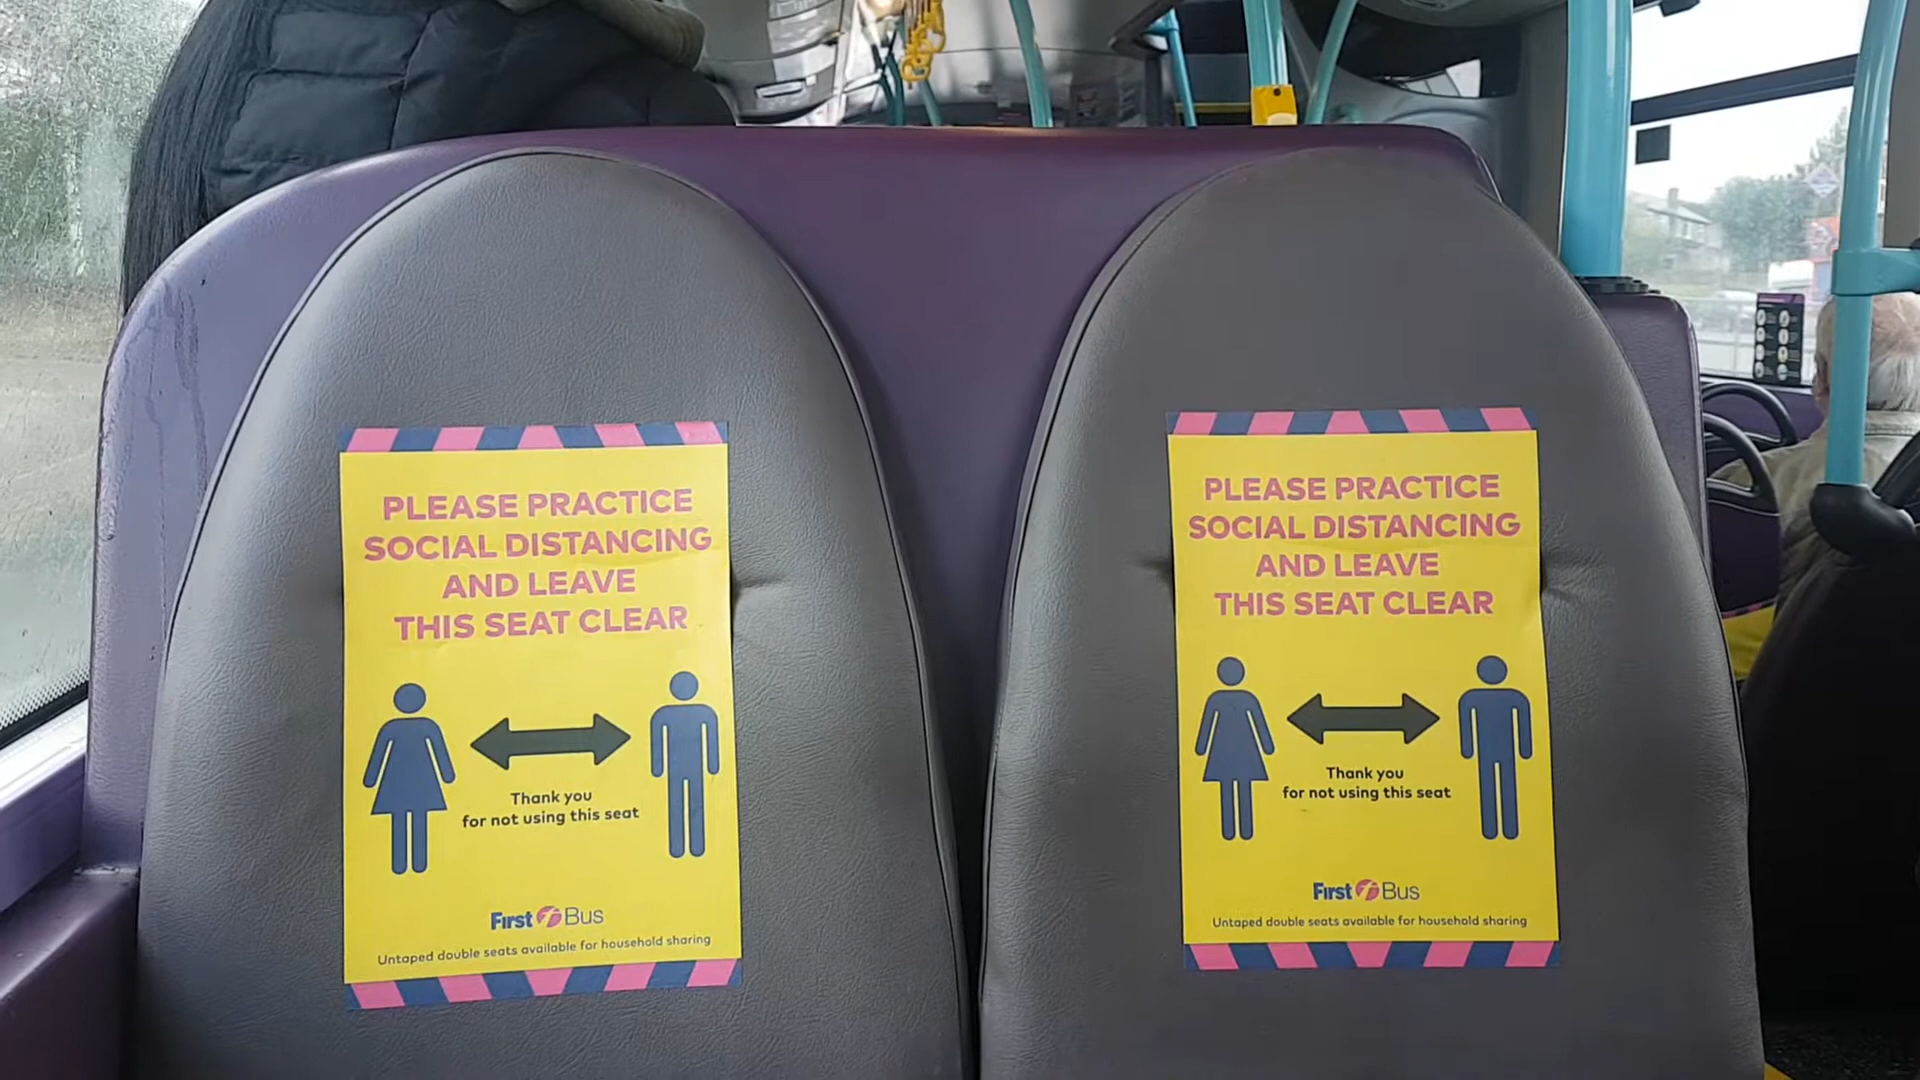 PLEASE PRACTICE
SOCIAL DISTANCING
AND LEAVE
THIS SEAT CLEAR
Thank you
for not using this seat
First Bus
Untaped double seats available for household sharing
PLEASE PRACTICE
SOCIAL DISTANCING
AND LEAVE
THIS SEAT CLEAR
Thank you
for not using this seat
First Bus
Untaped double seats available for household sharing